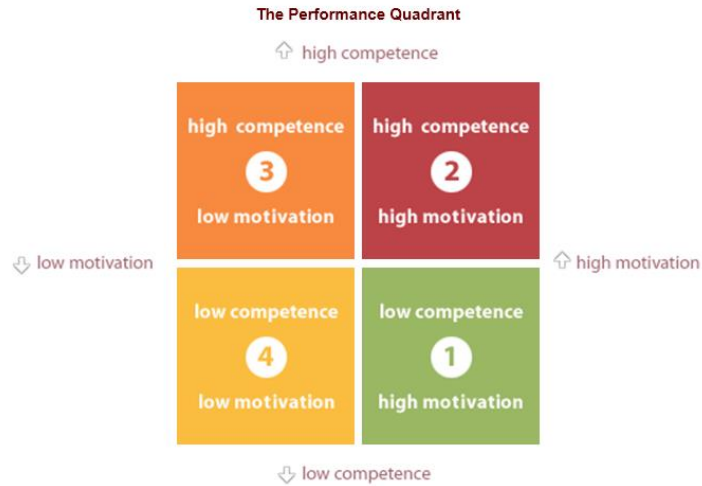 The Performance Quadrant
high competence
high competence
3
low motivation
high competence
2
high motivation
low motivation
high motivation
low competence
4
low motivation
low competence
1
high motivation
low competence